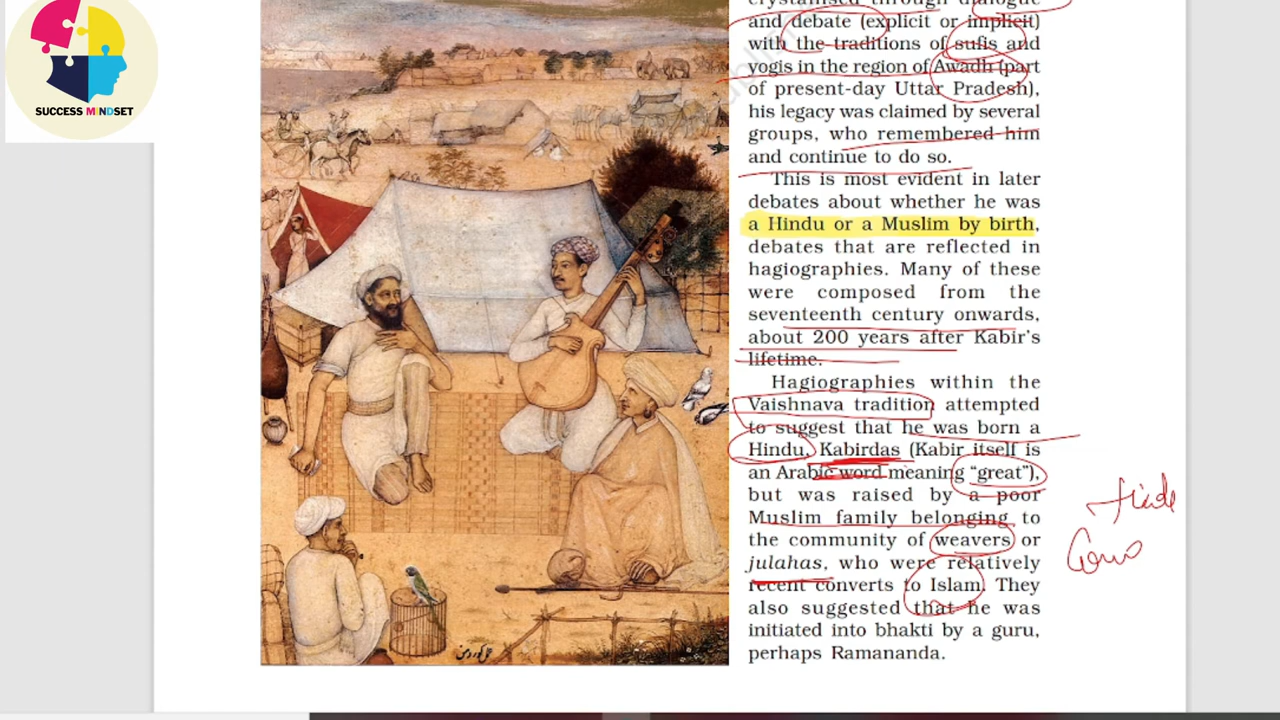 SUCCESS MINDSET
crystallised through dialogue
and debate (explicit or implicit)
with the traditions of sufis and
yogis in the region of Awadh (part
of present-day Uttar Pradesh),
his legacy was claimed by several
groups, who remembered him
and continue to do so.
This is most evident in later
debates about whether he was
a Hindu or a Muslim by birth,
debates that are reflected in
hagiographies. Many of these
were composed from the
seventeenth century onwards,
about 200 years after Kabir's
lifetime.
Hagiographies within the
Vaishnava tradition attempted
to suggest that he was born a
Hindu, Kabirdas (Kabir itself is
an Arabic word meaning "great"),
but was raised by a poor
Muslim family belonging to
the community of weavers or
julahas, who were relatively
recent converts to Islam. They
also suggested that he was
initiated into bhakti by a guru,
perhaps Ramananda.